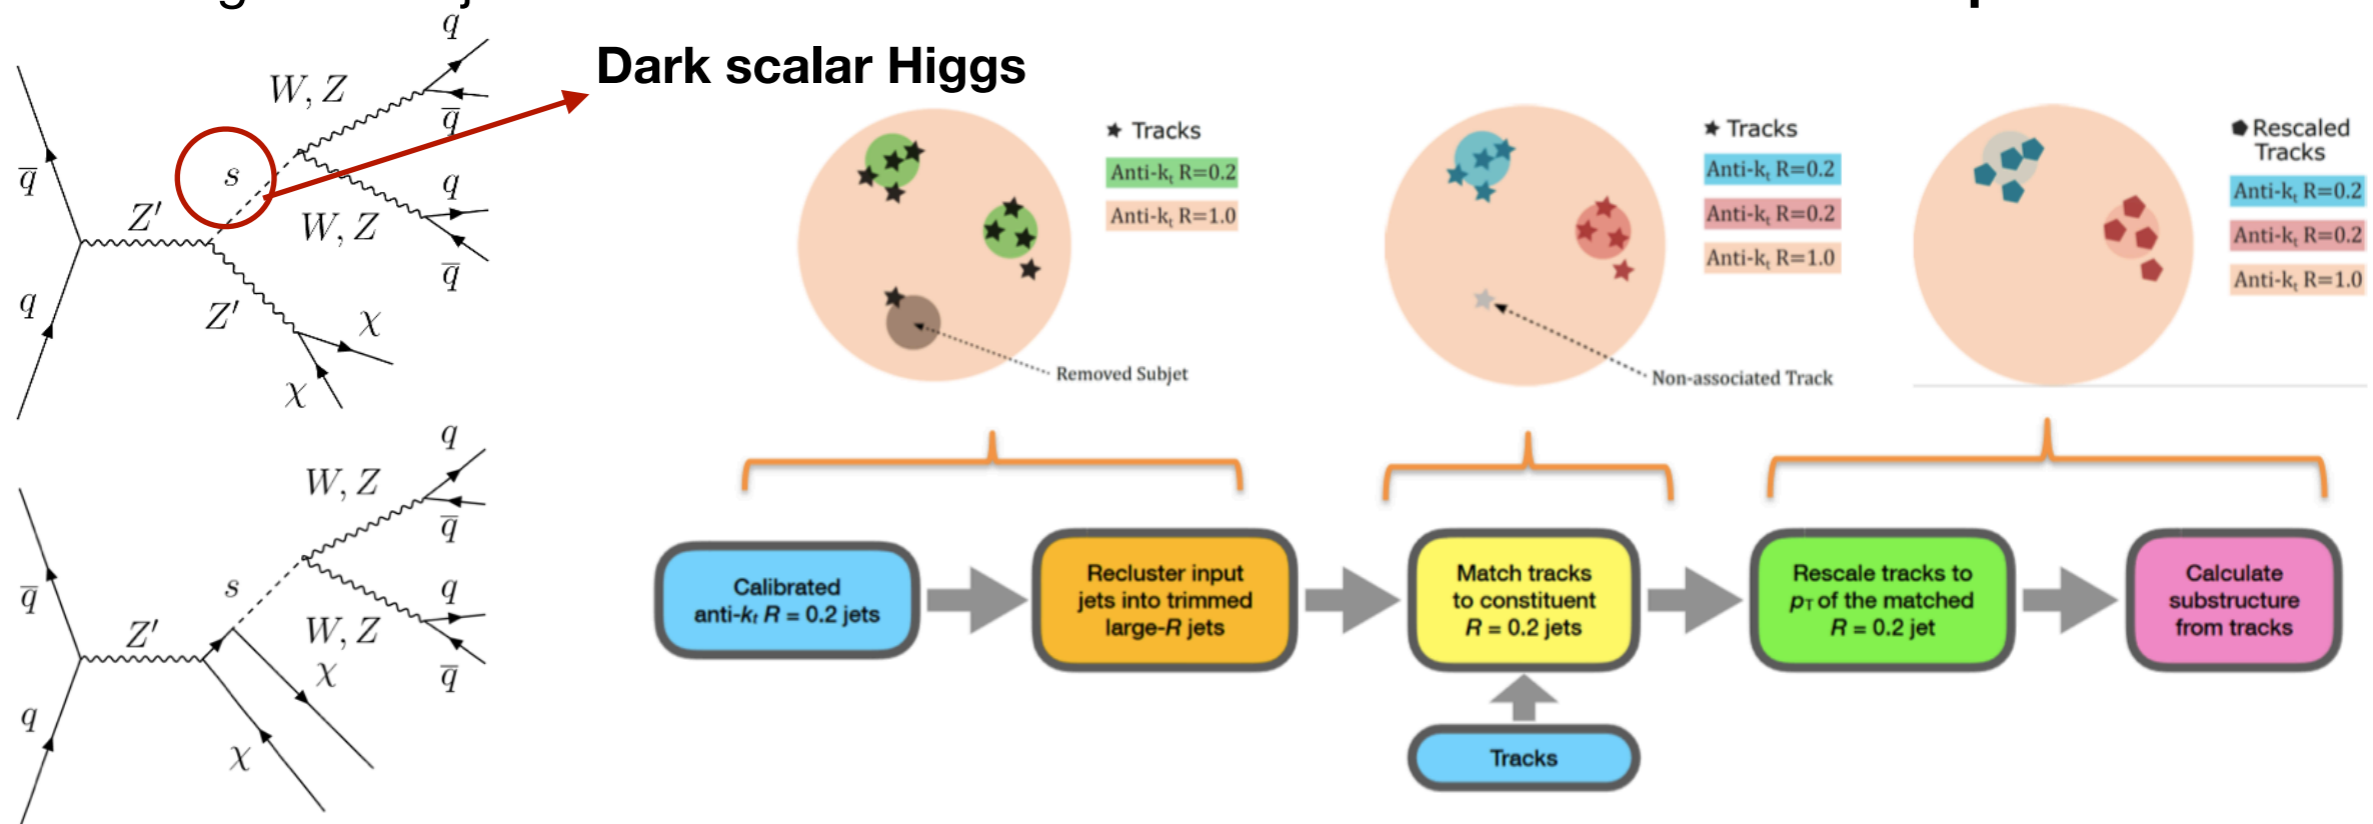 Dark scalar Higgs
q
W, Z
q̅
s
q̅
q
W, Z
Z′
q̅
q
Z′
χ
χ
q
W, Z
q̅
s
q
q̅
W, Z
Z′
χ
q̅
q
χ
Tracks
Anti-kt R=0.2
Anti-kt R=1.0
Removed Subjet
Tracks
Anti-kt R=0.2
Anti-kt R=0.2
Anti-kt R=1.0
Non-associated Track
Rescaled
Tracks
Anti-kt R=0.2
Anti-kt R=0.2
Anti-kt R=1.0
Calibrated
anti-kt R = 0.2 jets
Recluster input
jets into trimmed
large-R jets
Match tracks
to constituent
R = 0.2 jets
Tracks
Rescale tracks to
pT of the matched
R = 0.2 jet
Calculate
substructure
from tracks